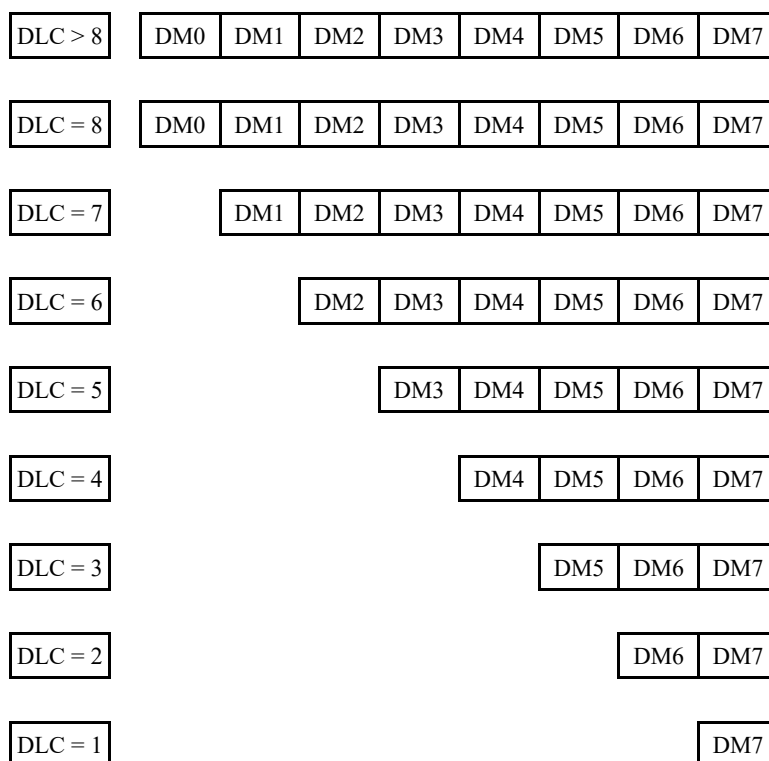 DLC > 8 DM0 DM1 DM2 DM3 DM4 DM5 DM6 DM7
DLC = 8 DM0 DM1 DM2 DM3 DM4 DM5 DM6 DM7
DLC = 7 DM1 DM2 DM3 DM4 DM5 DM6 DM7
DLC = 6 DM2 DM3 DM4 DM5 DM6 DM7
DLC = 5 DM3 DM4 DM5 DM6 DM7
DLC = 4 DM4 DM5 DM6 DM7
DLC = 3 DM5 DM6 DM7
DLC = 2 DM6 DM7
DLC = 1 DM7